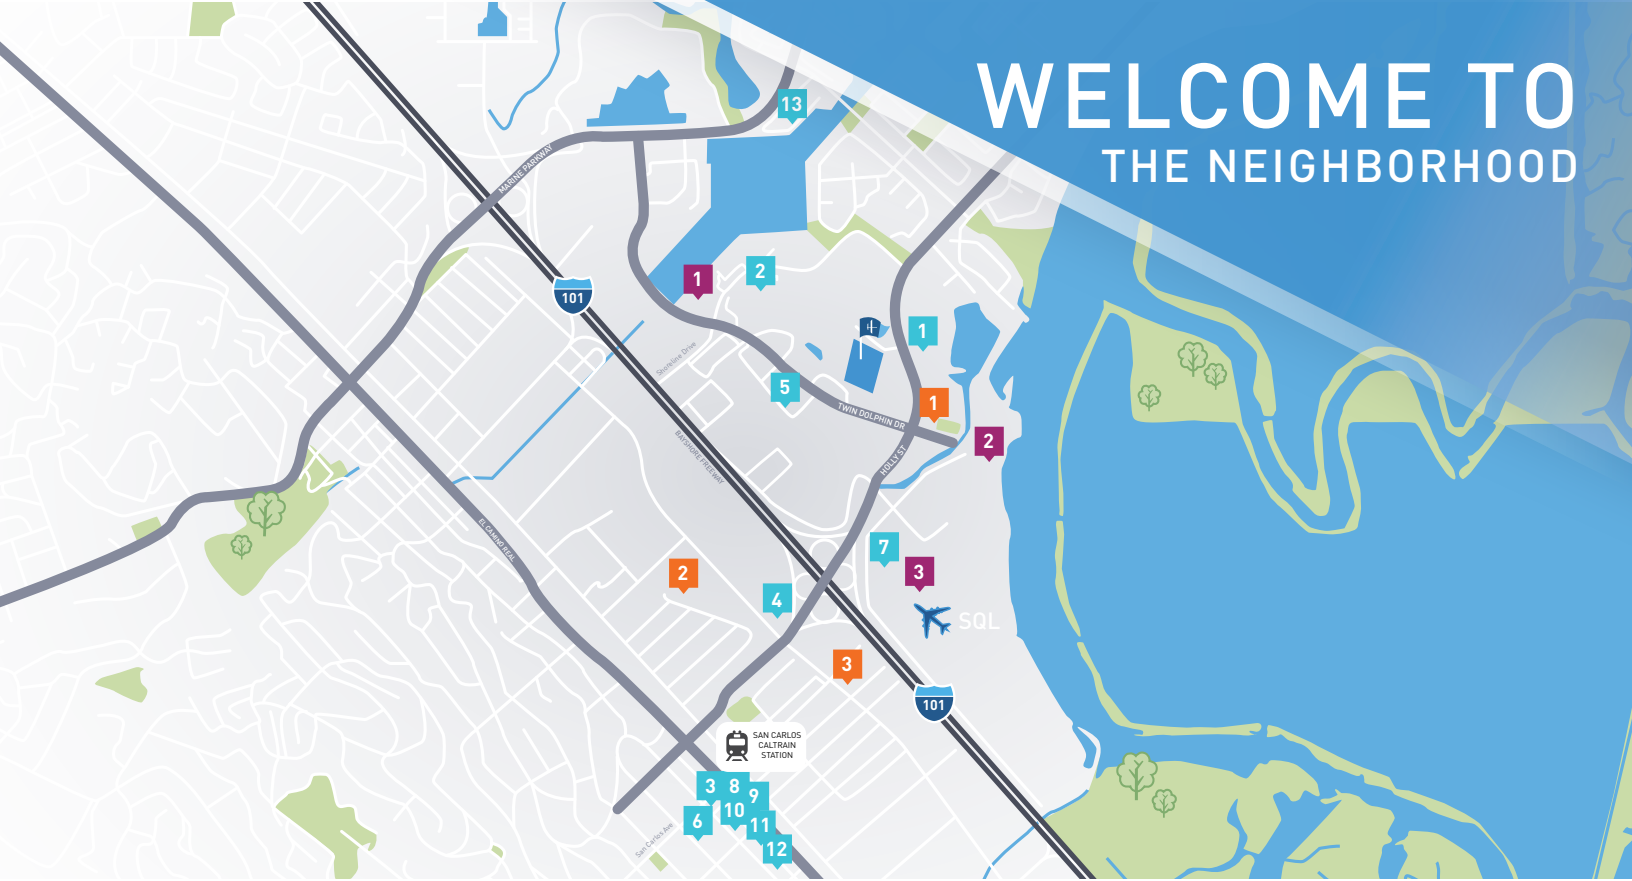 WELCOME TO
THE NEIGHBORHOOD
13
MARINE PARKWAY
1
2
101
1
Shoreline Drive
5
1
TWIN DOLPHIN DR
2
BAYSHORE FREEWAY
HOLLY ST
EL CAMINO REAL
7
2
3
4
SQL
3
101
SAN CARLOS
CALTRAIN
STATION
3
8
9
10
6
11
12
San Carlos Ave